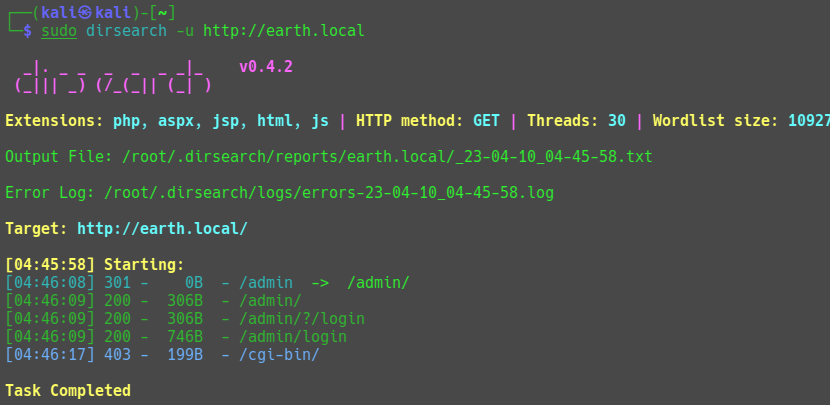 ┌──(kali㉿kali)-[~]
└─$ sudo dirsearch -u http://earth.local
  _|. _ _  _  _  _ _|_    v0.4.2
 (_||| _) (/_(_|| (_| )
Extensions: php, aspx, jsp, html, js | HTTP method: GET | Threads: 30 | Wordlist size: 10927
Output File: /root/.dirsearch/reports/earth.local/_23-04-10_04-45-58.txt
Error Log: /root/.dirsearch/logs/errors-23-04-10_04-45-58.log
Target: http://earth.local/
[04:45:58] Starting:
[04:46:08] 301 -    0B  - /admin  ->  /admin/
[04:46:09] 200 -  306B  - /admin/
[04:46:09] 200 -  306B  - /admin/?/login
[04:46:09] 200 -  746B  - /admin/login
[04:46:17] 403 -  199B  - /cgi-bin/
Task Completed